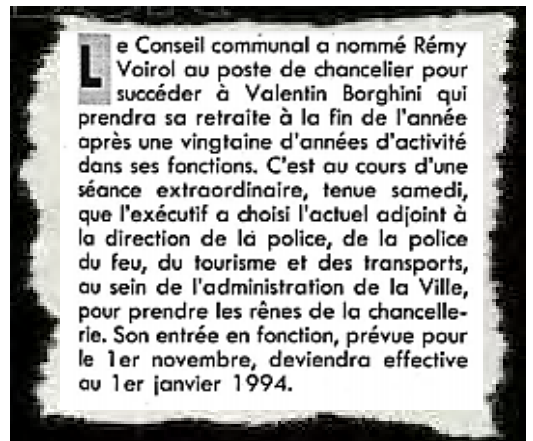 Le Conseil communal a nommé Rémy
Voirol au poste de chancelier pour
succéder à Valentin Borghini qui
prendra sa retraite à la fin de l'année
après une vingtaine d'années d'activité
dans ses fonctions. C'est au cours d'une
séance extraordinaire, tenue samedi,
que l'exécutif a choisi l'actuel adjoint à
la direction de la police, de la police
du feu, du tourisme et des transports,
au sein de l'administration de la Ville,
pour prendre les rênes de la chancelle-
rie. Son entrée en fonction, prévue pour
le 1er novembre, deviendra effective
au 1er janvier 1994.